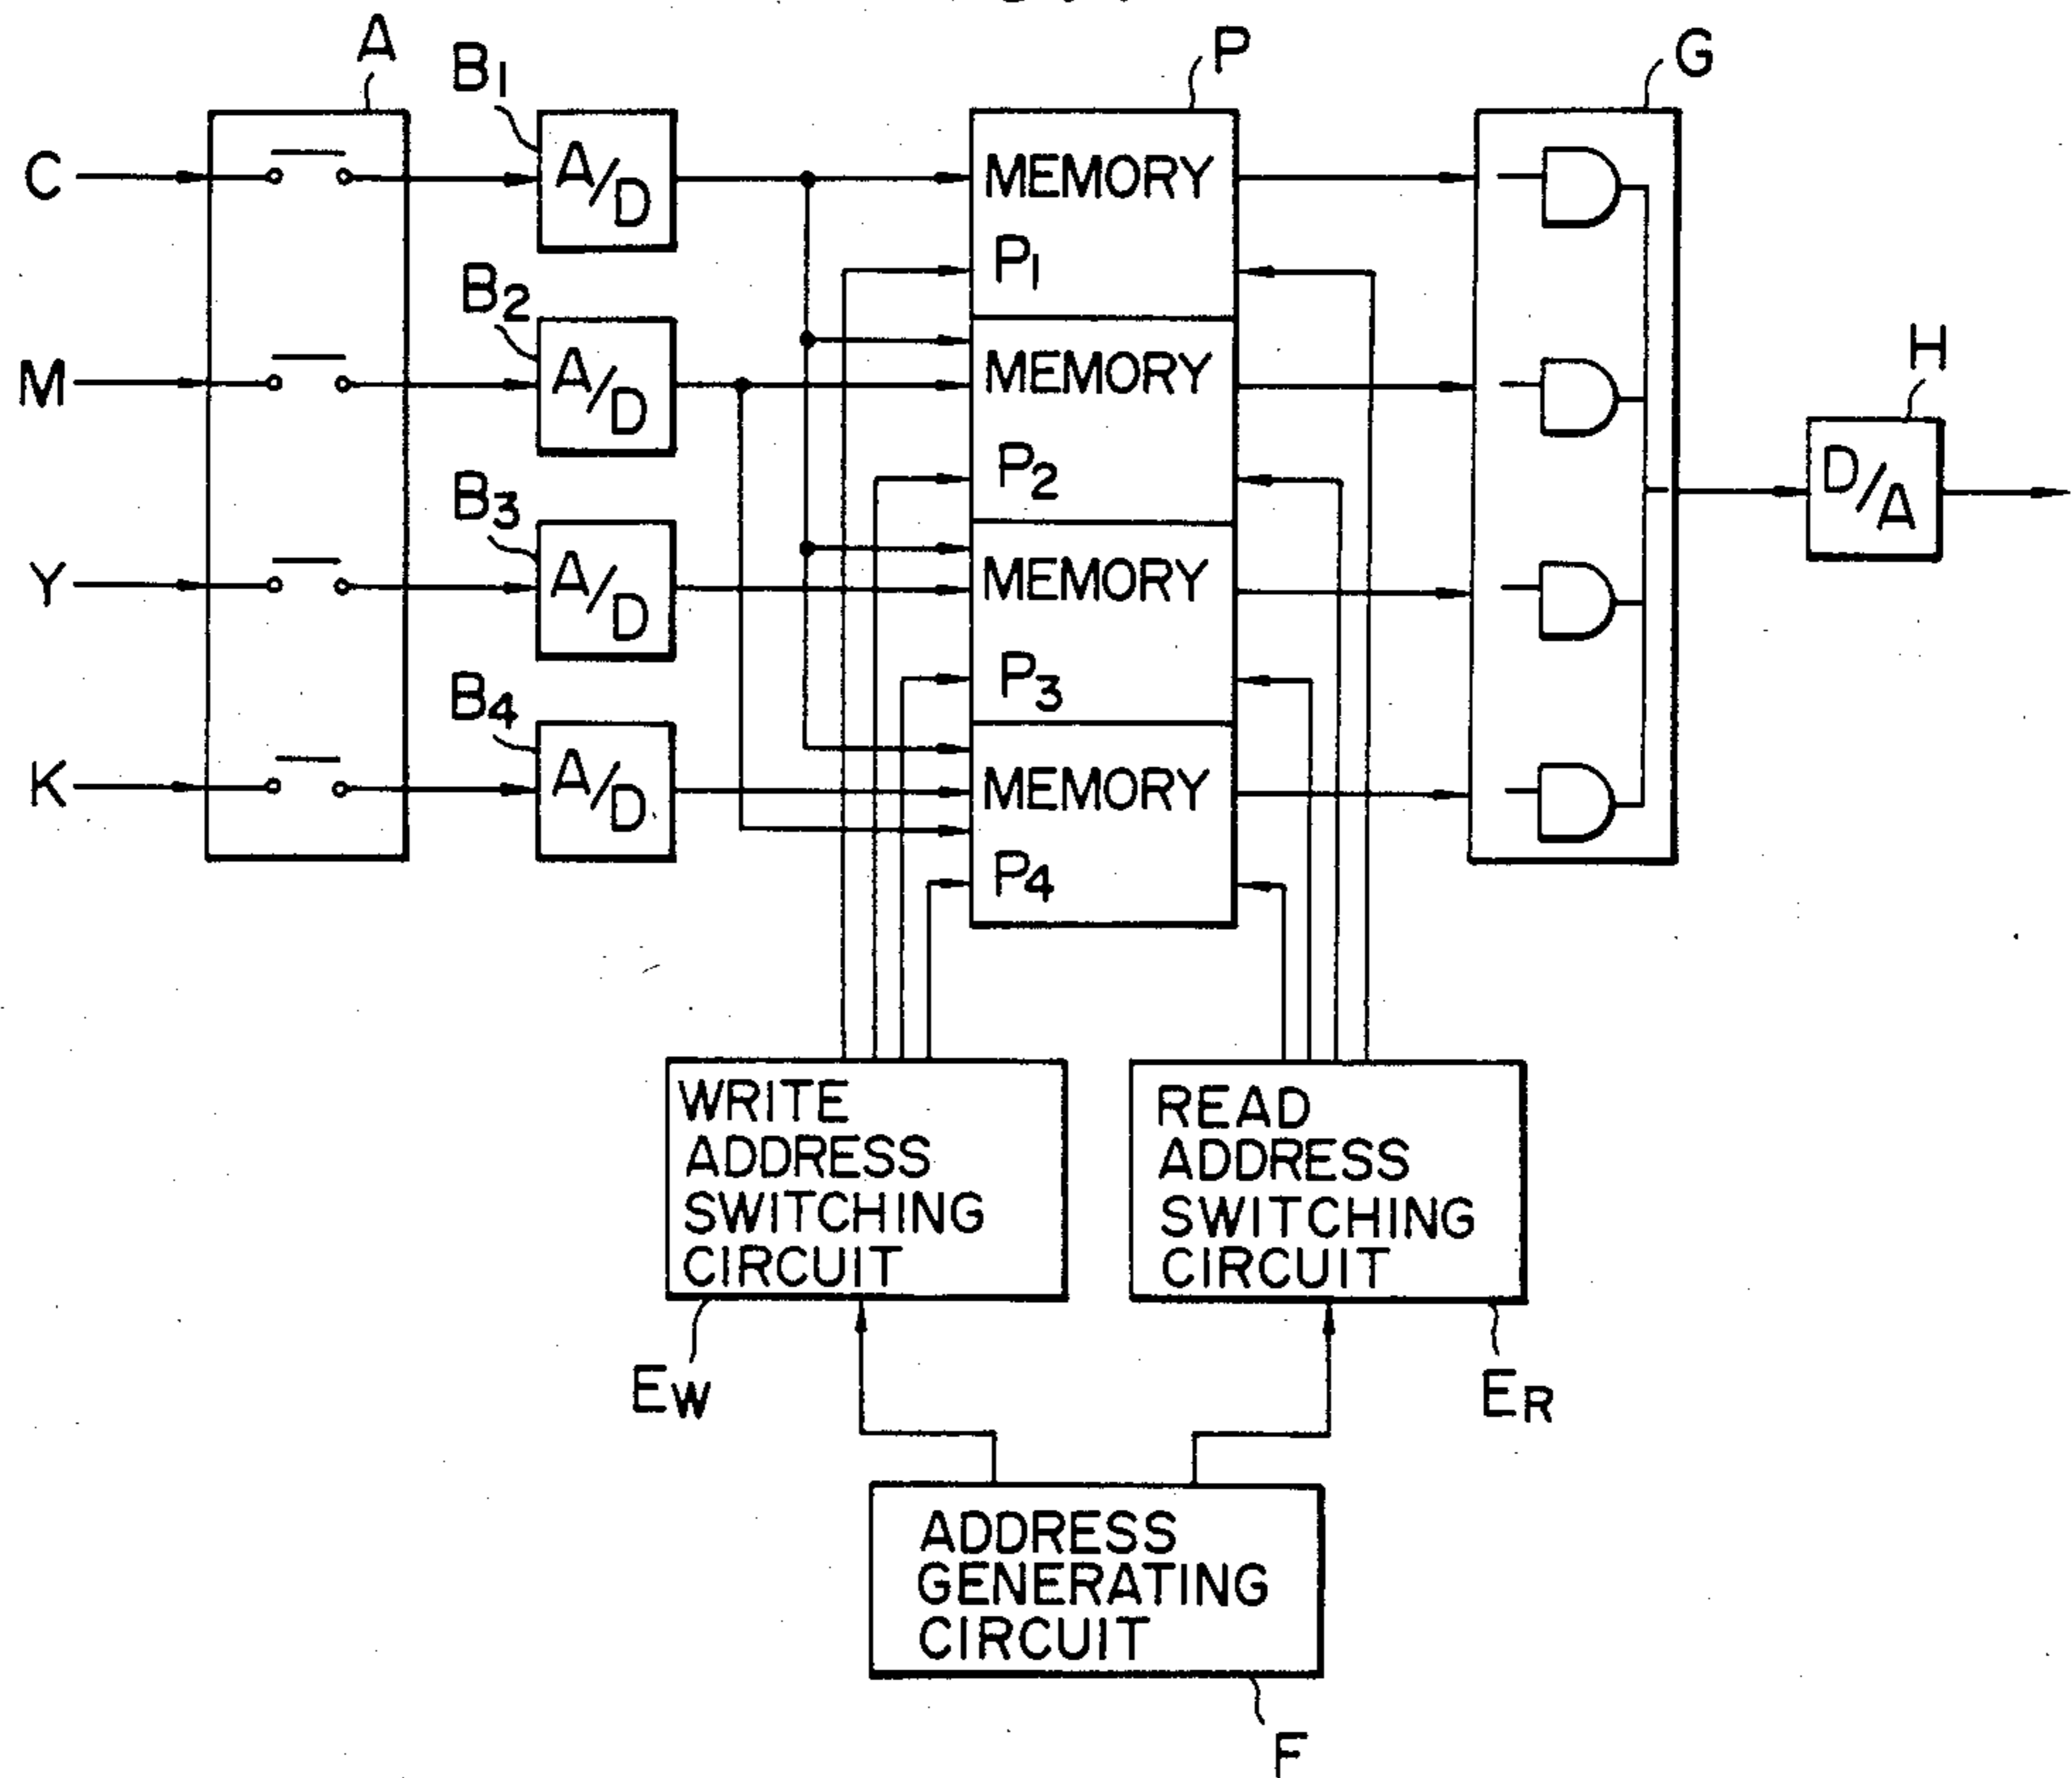 A
B1
P
G
C
A/D
MEMORY
P1
B2
M
A/D
MEMORY
P2
H
D/A
B3
Y
A/D
MEMORY
P3
B4
K
A/D
MEMORY
P4
WRITE
ADDRESS
SWITCHING
CIRCUIT
READ
ADDRESS
SWITCHING
CIRCUIT
EW
ER
ADDRESS
GENERATING
CIRCUIT
F